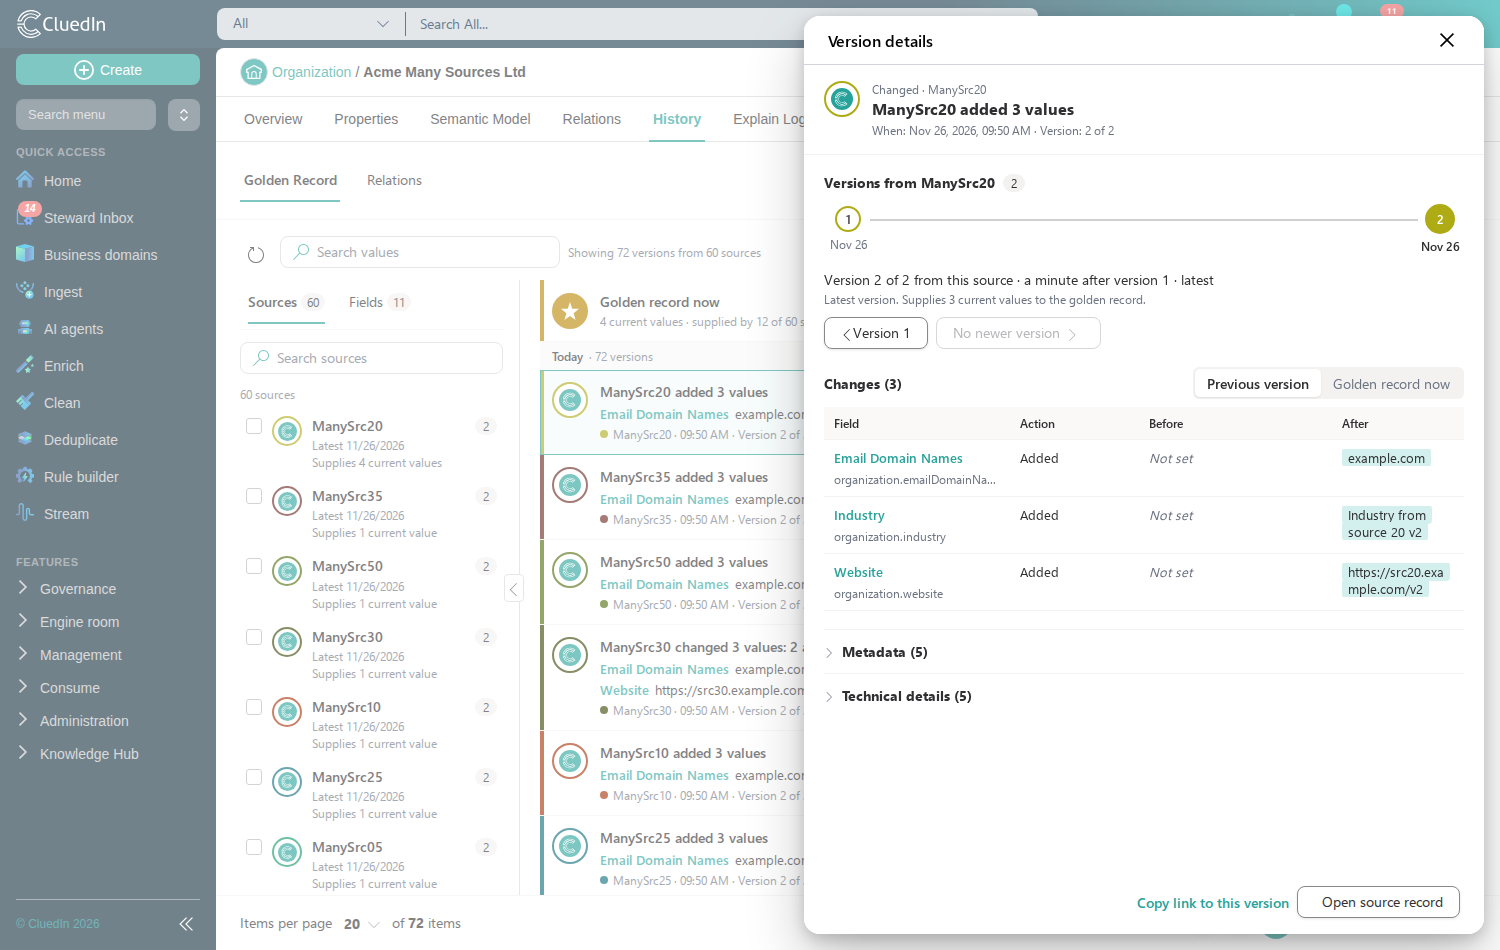 CluedIn
All
Search All...
11
Create
Search menu
QUICK ACCESS
Home
14
Steward Inbox
Business domains
Ingest
AI agents
Enrich
Clean
Deduplicate
Rule builder
Stream
FEATURES
Governance
Engine room
Management
Consume
Administration
Knowledge Hub
© CluedIn 2026
Organization / Acme Many Sources Ltd
Overview
Properties
Semantic Model
Relations
History
Explain Log
Golden Record
Relations
Search values
Showing 72 versions from 60 sources
Sources 60
Fields 11
Search sources
60 sources
ManySrc20 2
Latest 11/26/2026
Supplies 4 current values
ManySrc35 2
Latest 11/26/2026
Supplies 1 current value
ManySrc50 2
Latest 11/26/2026
Supplies 1 current value
ManySrc30 2
Latest 11/26/2026
Supplies 1 current value
ManySrc10 2
Latest 11/26/2026
Supplies 1 current value
ManySrc25 2
Latest 11/26/2026
Supplies 1 current value
ManySrc05 2
Latest 11/26/2026
Supplies 1 current value
Golden record now
4 current values · supplied by 12 of 60 s
Today · 72 versions
ManySrc20 added 3 values
Email Domain Names example.com
ManySrc20 · 09:50 AM · Version 2 of
ManySrc35 added 3 values
Email Domain Names example.com
ManySrc35 · 09:50 AM · Version 2 of
ManySrc50 added 3 values
Email Domain Names example.com
ManySrc50 · 09:50 AM · Version 2 of
ManySrc30 changed 3 values: 2 a
Email Domain Names example.com
Website https://src30.example.com
ManySrc30 · 09:50 AM · Version 2 of
ManySrc10 added 3 values
Email Domain Names example.com
ManySrc10 · 09:50 AM · Version 2 of
ManySrc25 added 3 values
Email Domain Names example.com
ManySrc25 · 09:50 AM · Version 2 of
Items per page 20 of 72 items
Version details
Changed · ManySrc20
ManySrc20 added 3 values
When: Nov 26, 2026, 09:50 AM · Version: 2 of 2
Versions from ManySrc20 2
1
2
Nov 26
Nov 26
Version 2 of 2 from this source · a minute after version 1 · latest
Latest version. Supplies 3 current values to the golden record.
Version 1
No newer version
Changes (3)
Previous version
Golden record now
Field Action Before After
Email Domain Names Added Not set example.com
organization.emailDomainNa...
Industry Added Not set Industry from
source 20 v2
organization.industry
Website Added Not set https://src20.exa
mple.com/v2
organization.website
Metadata (5)
Technical details (5)
Copy link to this version
Open source record